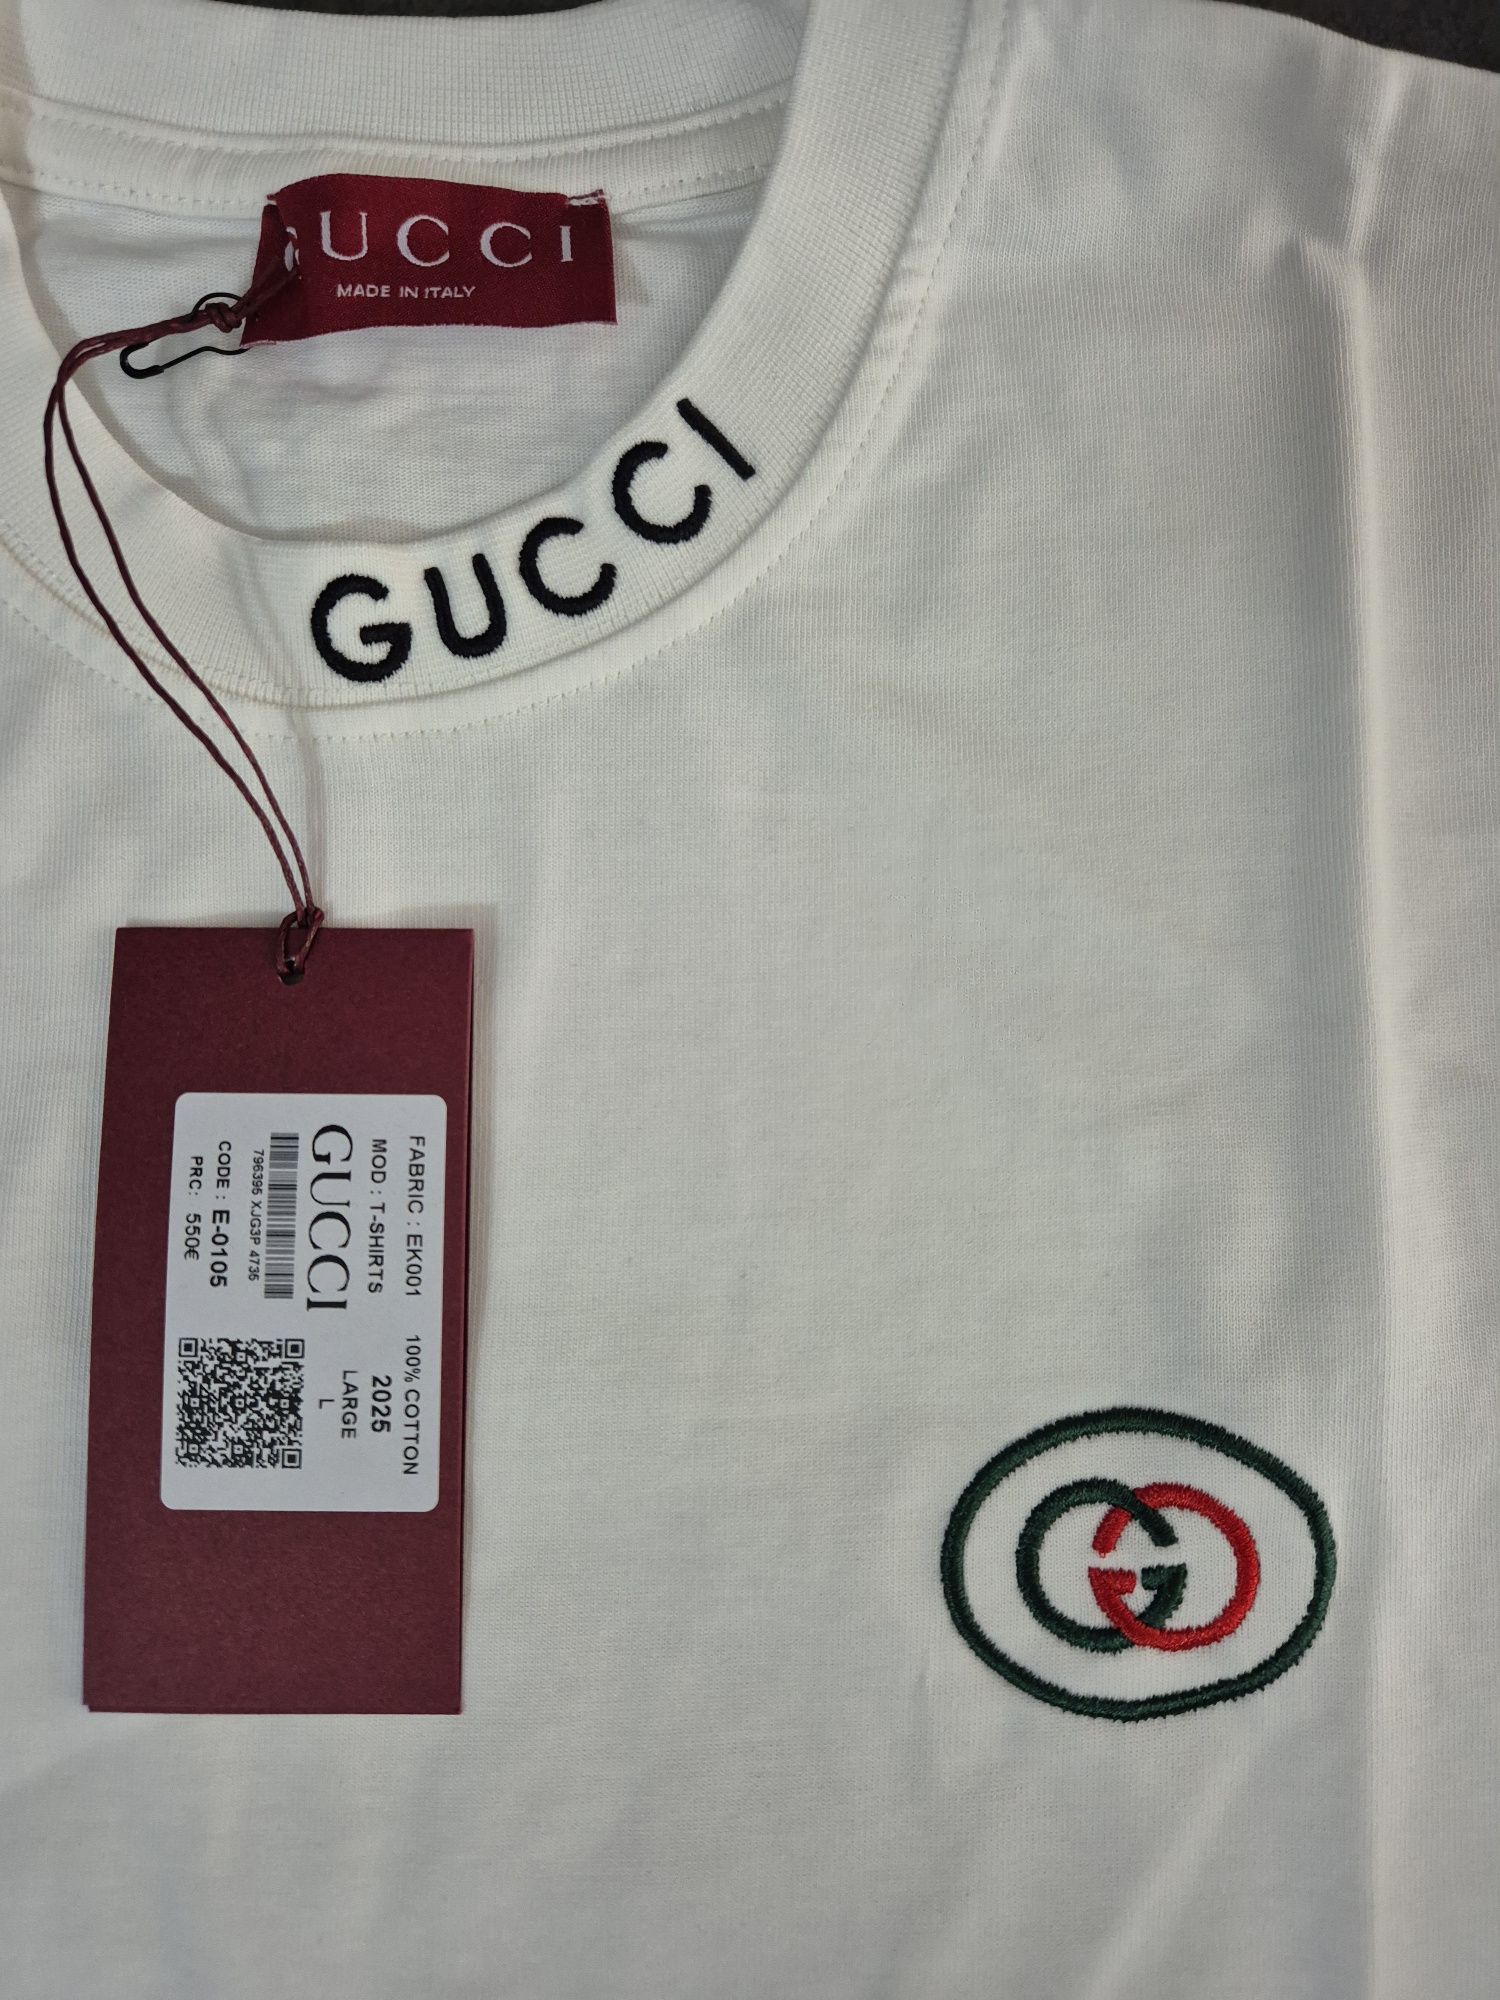 GUCCI
MADE IN ITALY
GUCCI
FABRIC : EK001 100% COTTON
MOD : T-SHIRTS 2025
GUCCI LARGE
L
796395 XJG3P 4736
CODE : E-0105
PRC: 550€